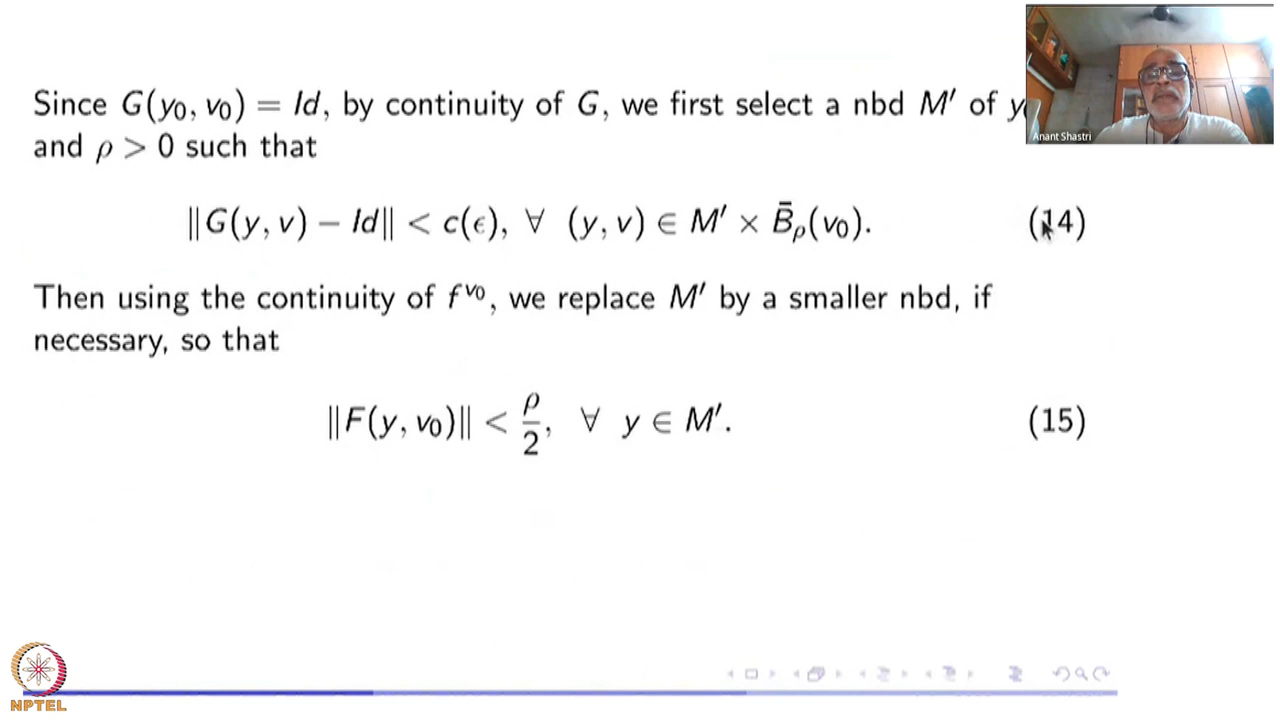 Since G(y₀, v₀) = Id, by continuity of G, we first select a nbd M′ of y₀
and ρ > 0 such that
‖G(y, v) − Id‖ < c(ϵ), ∀ (y, v) ∈ M′ × B̄ρ(v₀). (14)
Then using the continuity of f^v₀, we replace M′ by a smaller nbd, if
necessary, so that
‖F(y, v₀)‖ < ρ/2, ∀ y ∈ M′. (15)
Anant Shastri
NPTEL